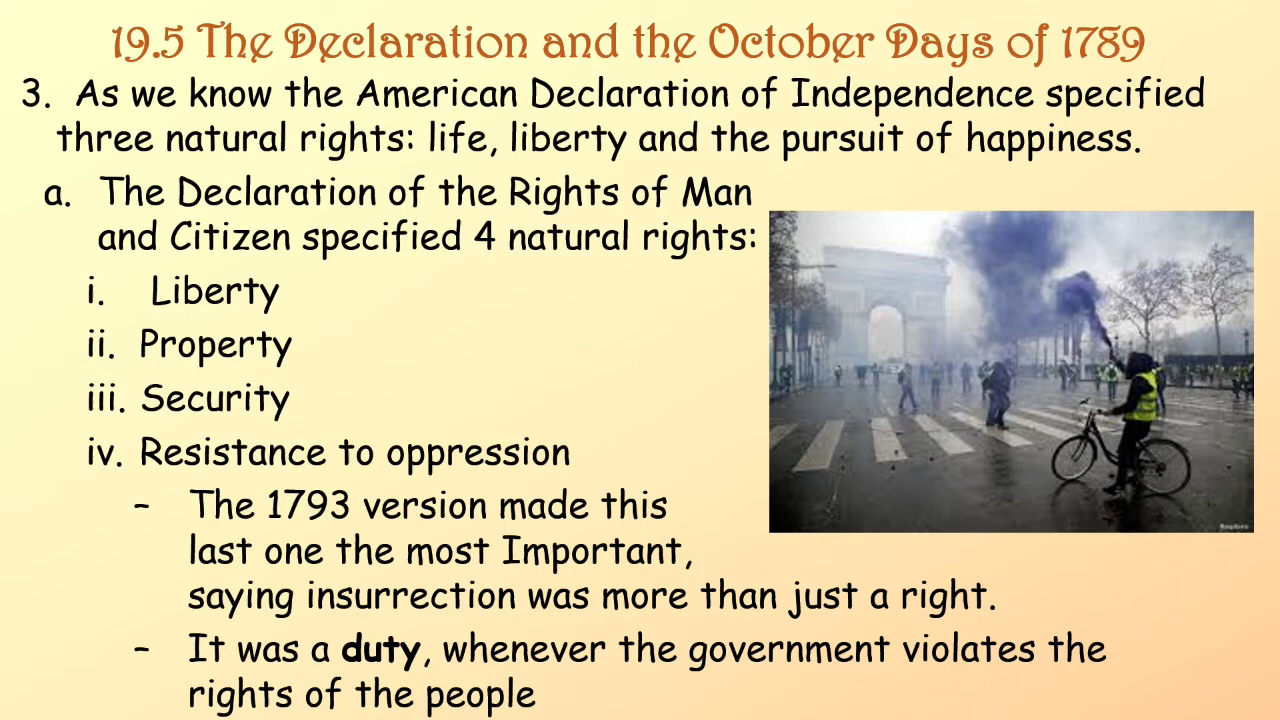 19.5 The Declaration and the October Days of 1789
3. As we know the American Declaration of Independence specified
three natural rights: life, liberty and the pursuit of happiness.
a. The Declaration of the Rights of Man
and Citizen specified 4 natural rights:
i. Liberty
ii. Property
iii. Security
iv. Resistance to oppression
– The 1793 version made this
last one the most Important,
saying insurrection was more than just a right.
– It was a duty, whenever the government violates the
rights of the people